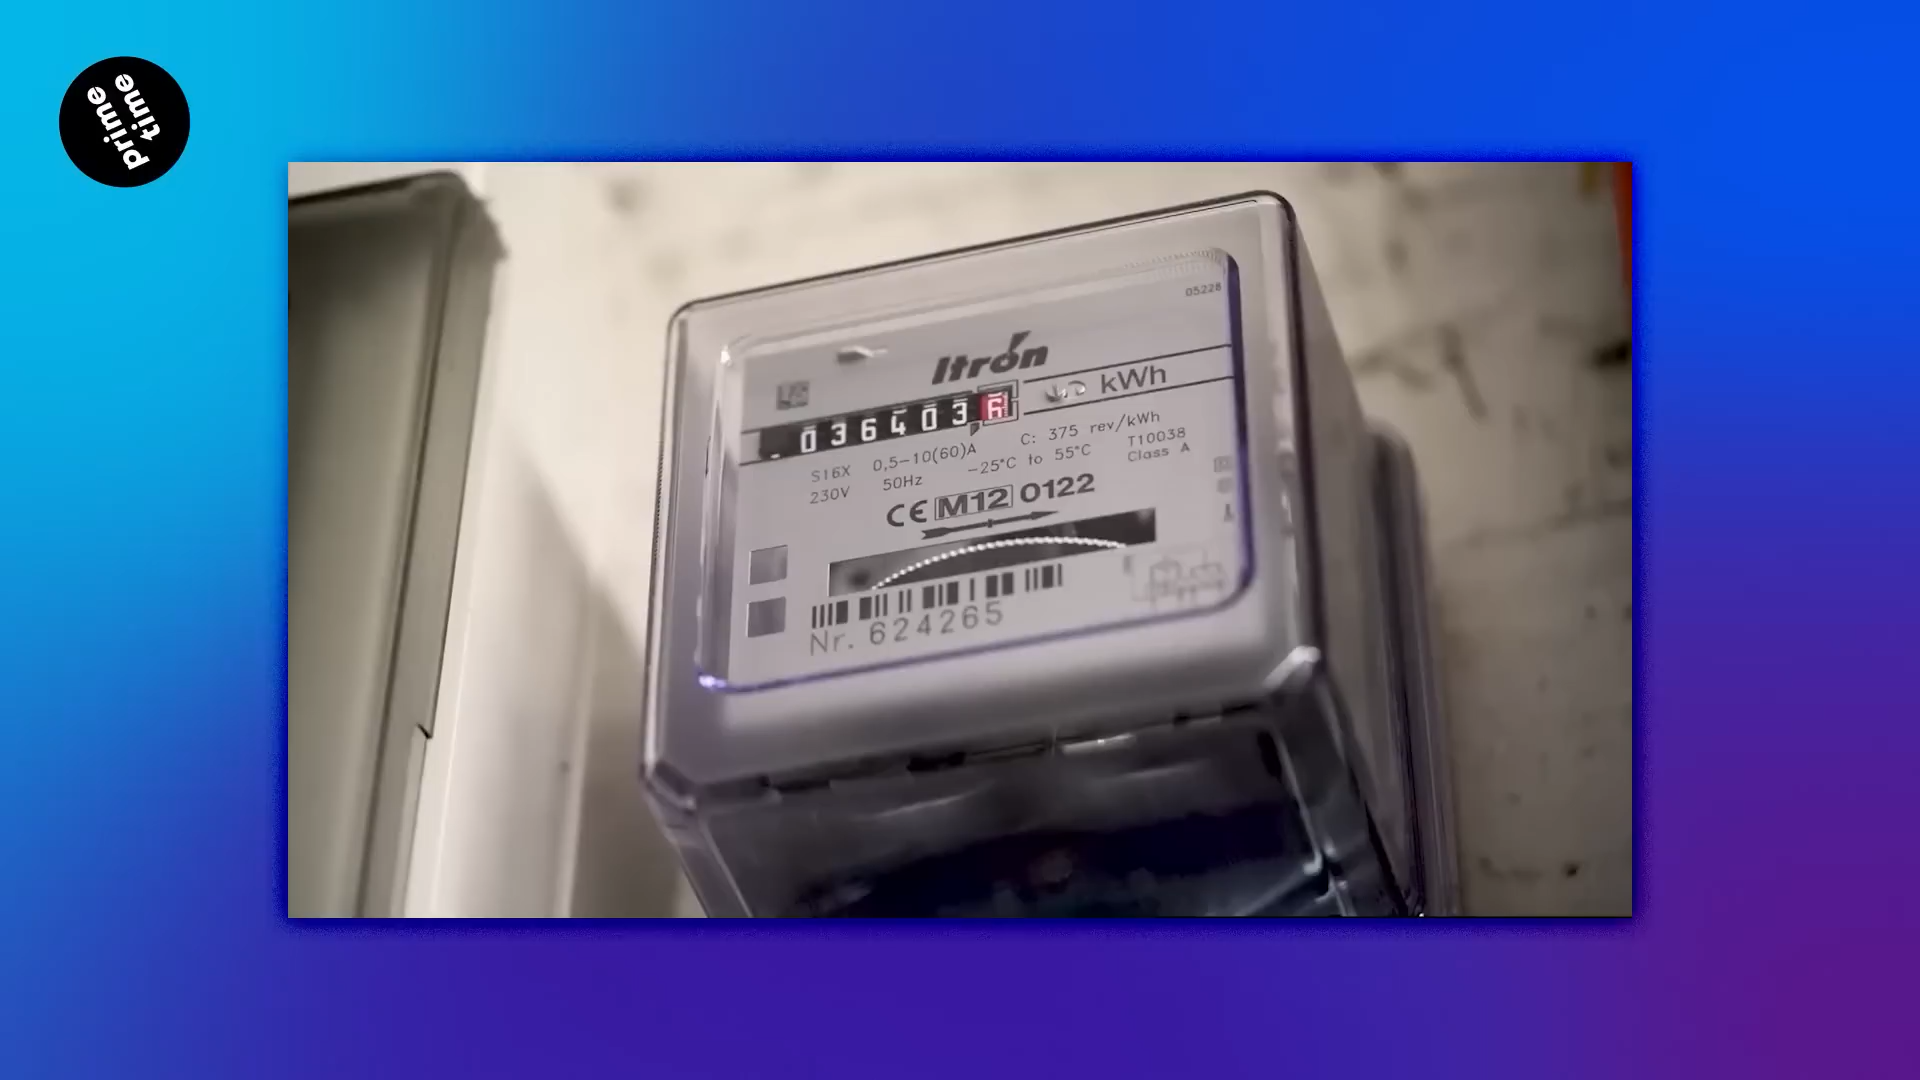 prime
time
05228
Itron
0364036
kWh
S16X 0,5-10(60)A C: 375 rev/kWh
230V 50Hz -25°C to 55°C T10038
Class A
CE M12 0122
Nr. 624265